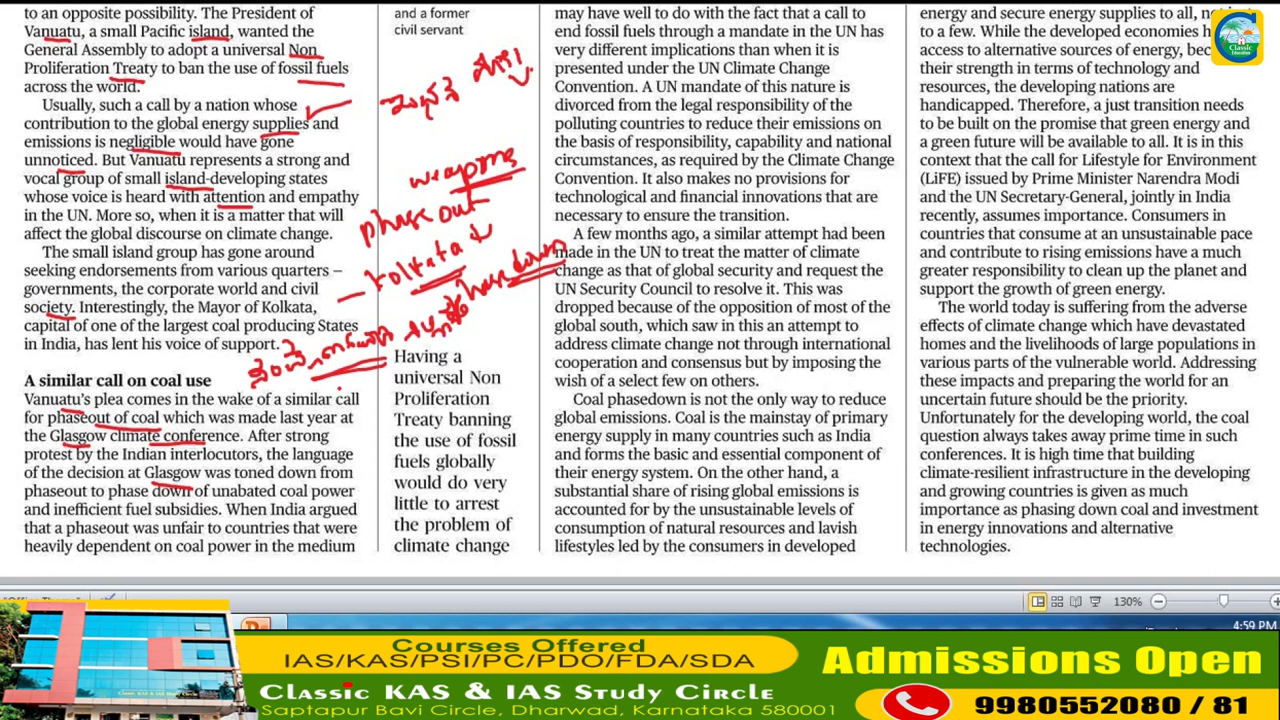 to an opposite possibility. The President of
Vanuatu, a small Pacific island, wanted the
General Assembly to adopt a universal Non
Proliferation Treaty to ban the use of fossil fuels
across the world.
Usually, such a call by a nation whose
contribution to the global energy supplies and
emissions is negligible would have gone
unnoticed. But Vanuatu represents a strong and
vocal group of small island-developing states
whose voice is heard with attention and empathy
in the UN. More so, when it is a matter that will
affect the global discourse on climate change.
The small island group has gone around
seeking endorsements from various quarters –
governments, the corporate world and civil
society. Interestingly, the Mayor of Kolkata,
capital of one of the largest coal producing States
in India, has lent his voice of support.
A similar call on coal use
Vanuatu's plea comes in the wake of a similar call
for phaseout of coal which was made last year at
the Glasgow climate conference. After strong
protest by the Indian interlocutors, the language
of the decision at Glasgow was toned down from
phaseout to phase down of unabated coal power
and inefficient fuel subsidies. When India argued
that a phaseout was unfair to countries that were
heavily dependent on coal power in the medium
and a former
civil servant
weapons
phase out
kolkata
phase down
Having a
universal Non
Proliferation
Treaty banning
the use of fossil
fuels globally
would do very
little to arrest
the problem of
climate change
may have well to do with the fact that a call to
end fossil fuels through a mandate in the UN has
very different implications than when it is
presented under the UN Climate Change
Convention. A UN mandate of this nature is
divorced from the legal responsibility of the
polluting countries to reduce their emissions on
the basis of responsibility, capability and national
circumstances, as required by the Climate Change
Convention. It also makes no provisions for
technological and financial innovations that are
necessary to ensure the transition.
A few months ago, a similar attempt had been
made in the UN to treat the matter of climate
change as that of global security and request the
UN Security Council to resolve it. This was
dropped because of the opposition of most of the
global south, which saw in this an attempt to
address climate change not through international
cooperation and consensus but by imposing the
wish of a select few on others.
Coal phasedown is not the only way to reduce
global emissions. Coal is the mainstay of primary
energy supply in many countries such as India
and forms the basic and essential component of
their energy system. On the other hand, a
substantial share of rising global emissions is
accounted for by the unsustainable levels of
consumption of natural resources and lavish
lifestyles led by the consumers in developed
energy and secure energy supplies to all, not just
to a few. While the developed economies
access to alternative sources of energy,
their strength in terms of technology and
resources, the developing nations are
handicapped. Therefore, a just transition needs
to be built on the promise that green energy and
a green future will be available to all. It is in this
context that the call for Lifestyle for Environment
(LiFE) issued by Prime Minister Narendra Modi
and the UN Secretary-General, jointly in India
recently, assumes importance. Consumers in
countries that consume at an unsustainable pace
and contribute to rising emissions have a much
greater responsibility to clean up the planet and
support the growth of green energy.
The world today is suffering from the adverse
effects of climate change which have devastated
homes and the livelihoods of large populations in
various parts of the vulnerable world. Addressing
these impacts and preparing the world for an
uncertain future should be the priority.
Unfortunately for the developing world, the coal
question always takes away prime time in such
conferences. It is high time that building
climate-resilient infrastructure in the developing
and growing countries is given as much
importance as phasing down coal and investment
in energy innovations and alternative
technologies.
Classic
Education
130%
4:59 PM
Courses Offered
IAS/KAS/PSI/PC/PDO/FDA/SDA
Classic KAS & IAS Study Circle
Saptapur Bavi Circle, Dharwad, Karnataka 580001
Admissions Open
9980552080 / 81